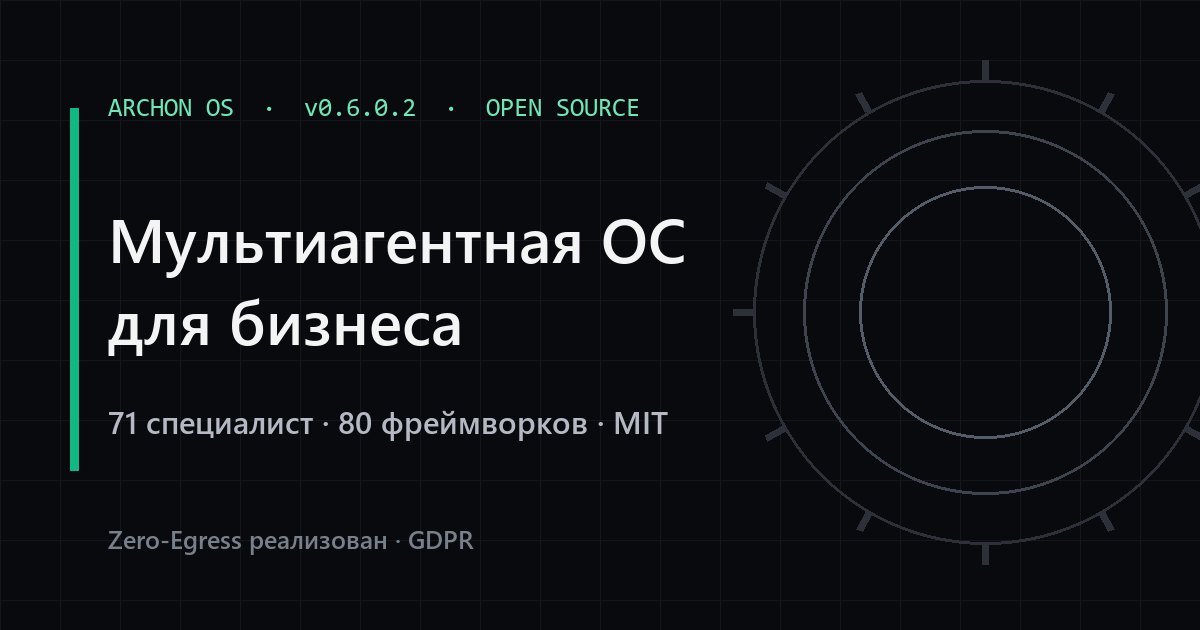 ARCHON OS · v0.6.0.2 · OPEN SOURCE
Мультиагентная ОС
для бизнеса
71 специалист · 80 фреймворков · MIT
Zero-Egress реализован · GDPR